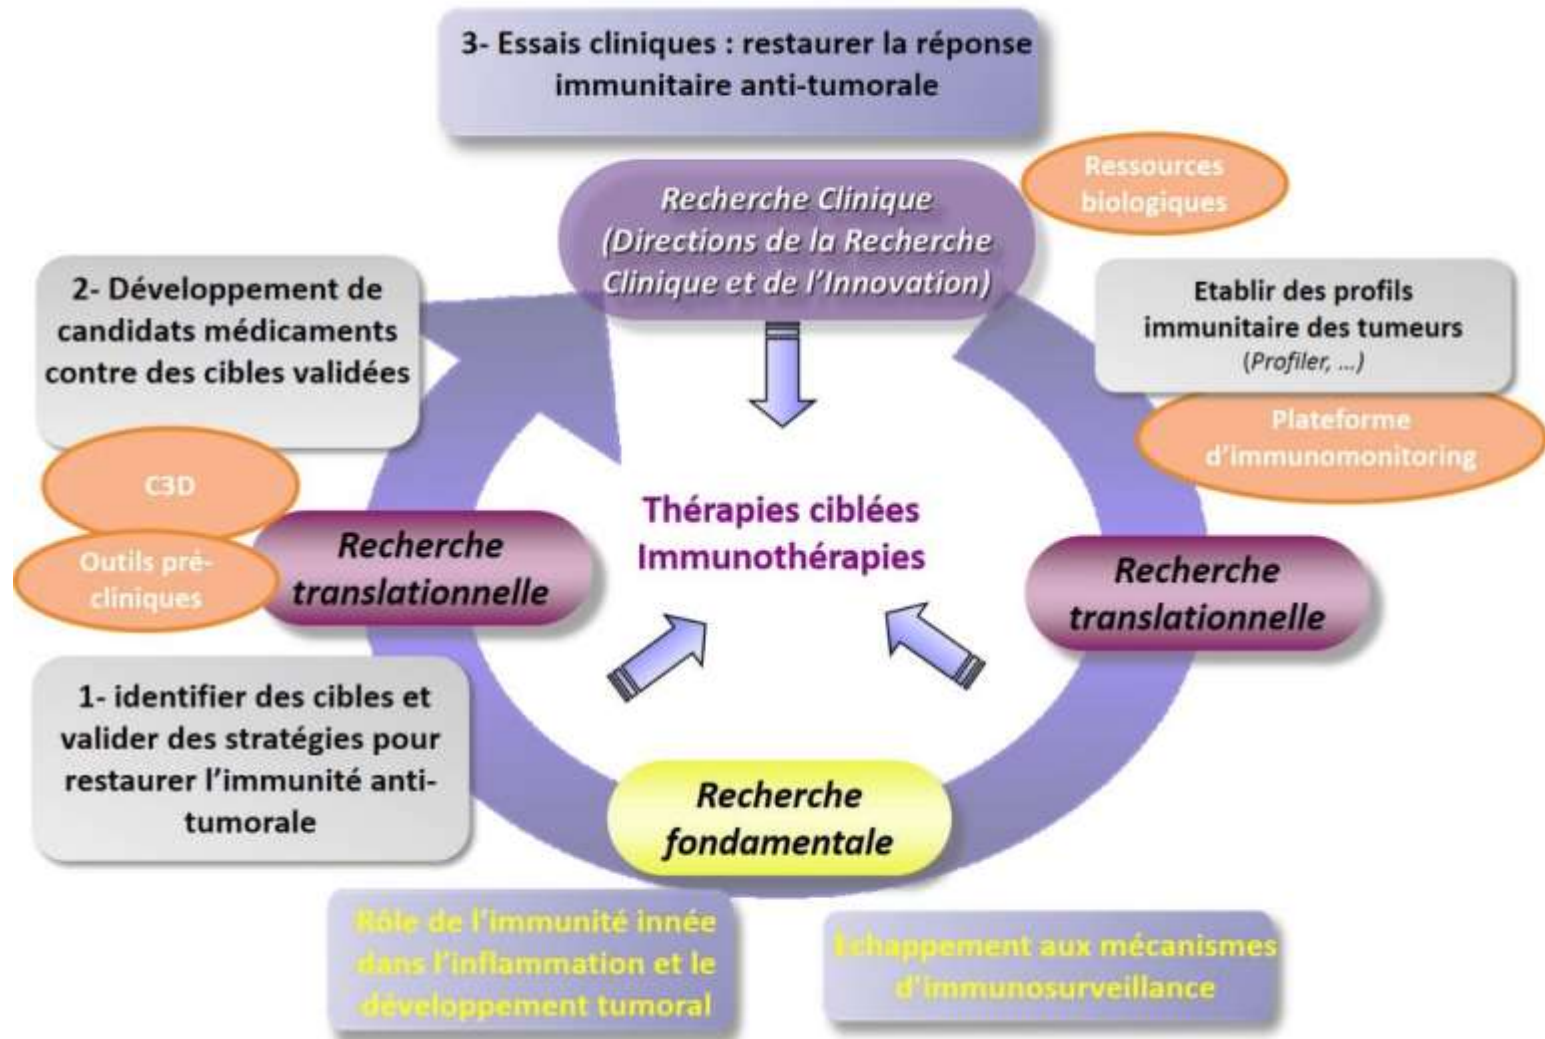 3- Essais cliniques : restaurer la réponse
immunitaire anti-tumorale
Ressources
biologiques
Recherche Clinique
(Directions de la Recherche
Clinique et de l'Innovation)
2- Développement de
candidats médicaments
contre des cibles validées
Etablir des profils
immunitaire des tumeurs
(Profiler, ...)
Plateforme
d'immunomonitoring
C3D
Outils pré-
cliniques
Recherche
translationnelle
Thérapies ciblées
Immunothérapies
Recherche
translationnelle
1- identifier des cibles et
valider des stratégies pour
restaurer l'immunité anti-
tumorale
Recherche
fondamentale
Rôle de l'immunité innée
dans l'inflammation et le
développement tumoral
Echappement aux mécanismes
d'immunosurveillance